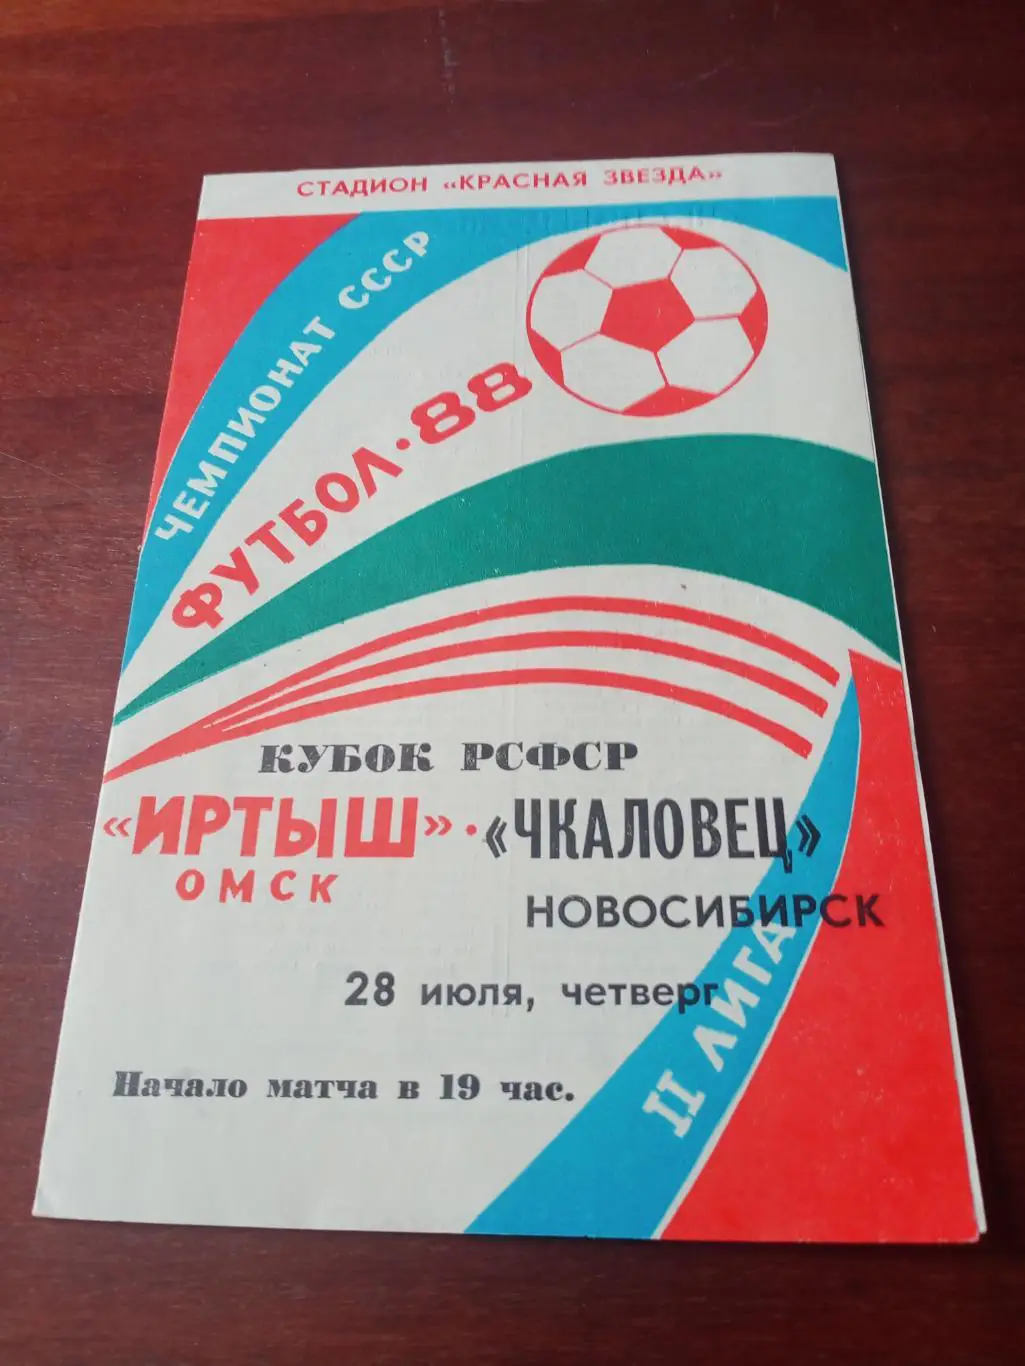 СТАДИОН «КРАСНАЯ ЗВЕЗДА»
ЧЕМПИОНАТ СССР
ФУТБОЛ·88
КУБОК РСФСР
«ИРТЫШ»·«ЧКАЛОВЕЦ»
ОМСК
НОВОСИБИРСК
28 июля, четверг
II ЛИГА
Начало матча в 19 час.